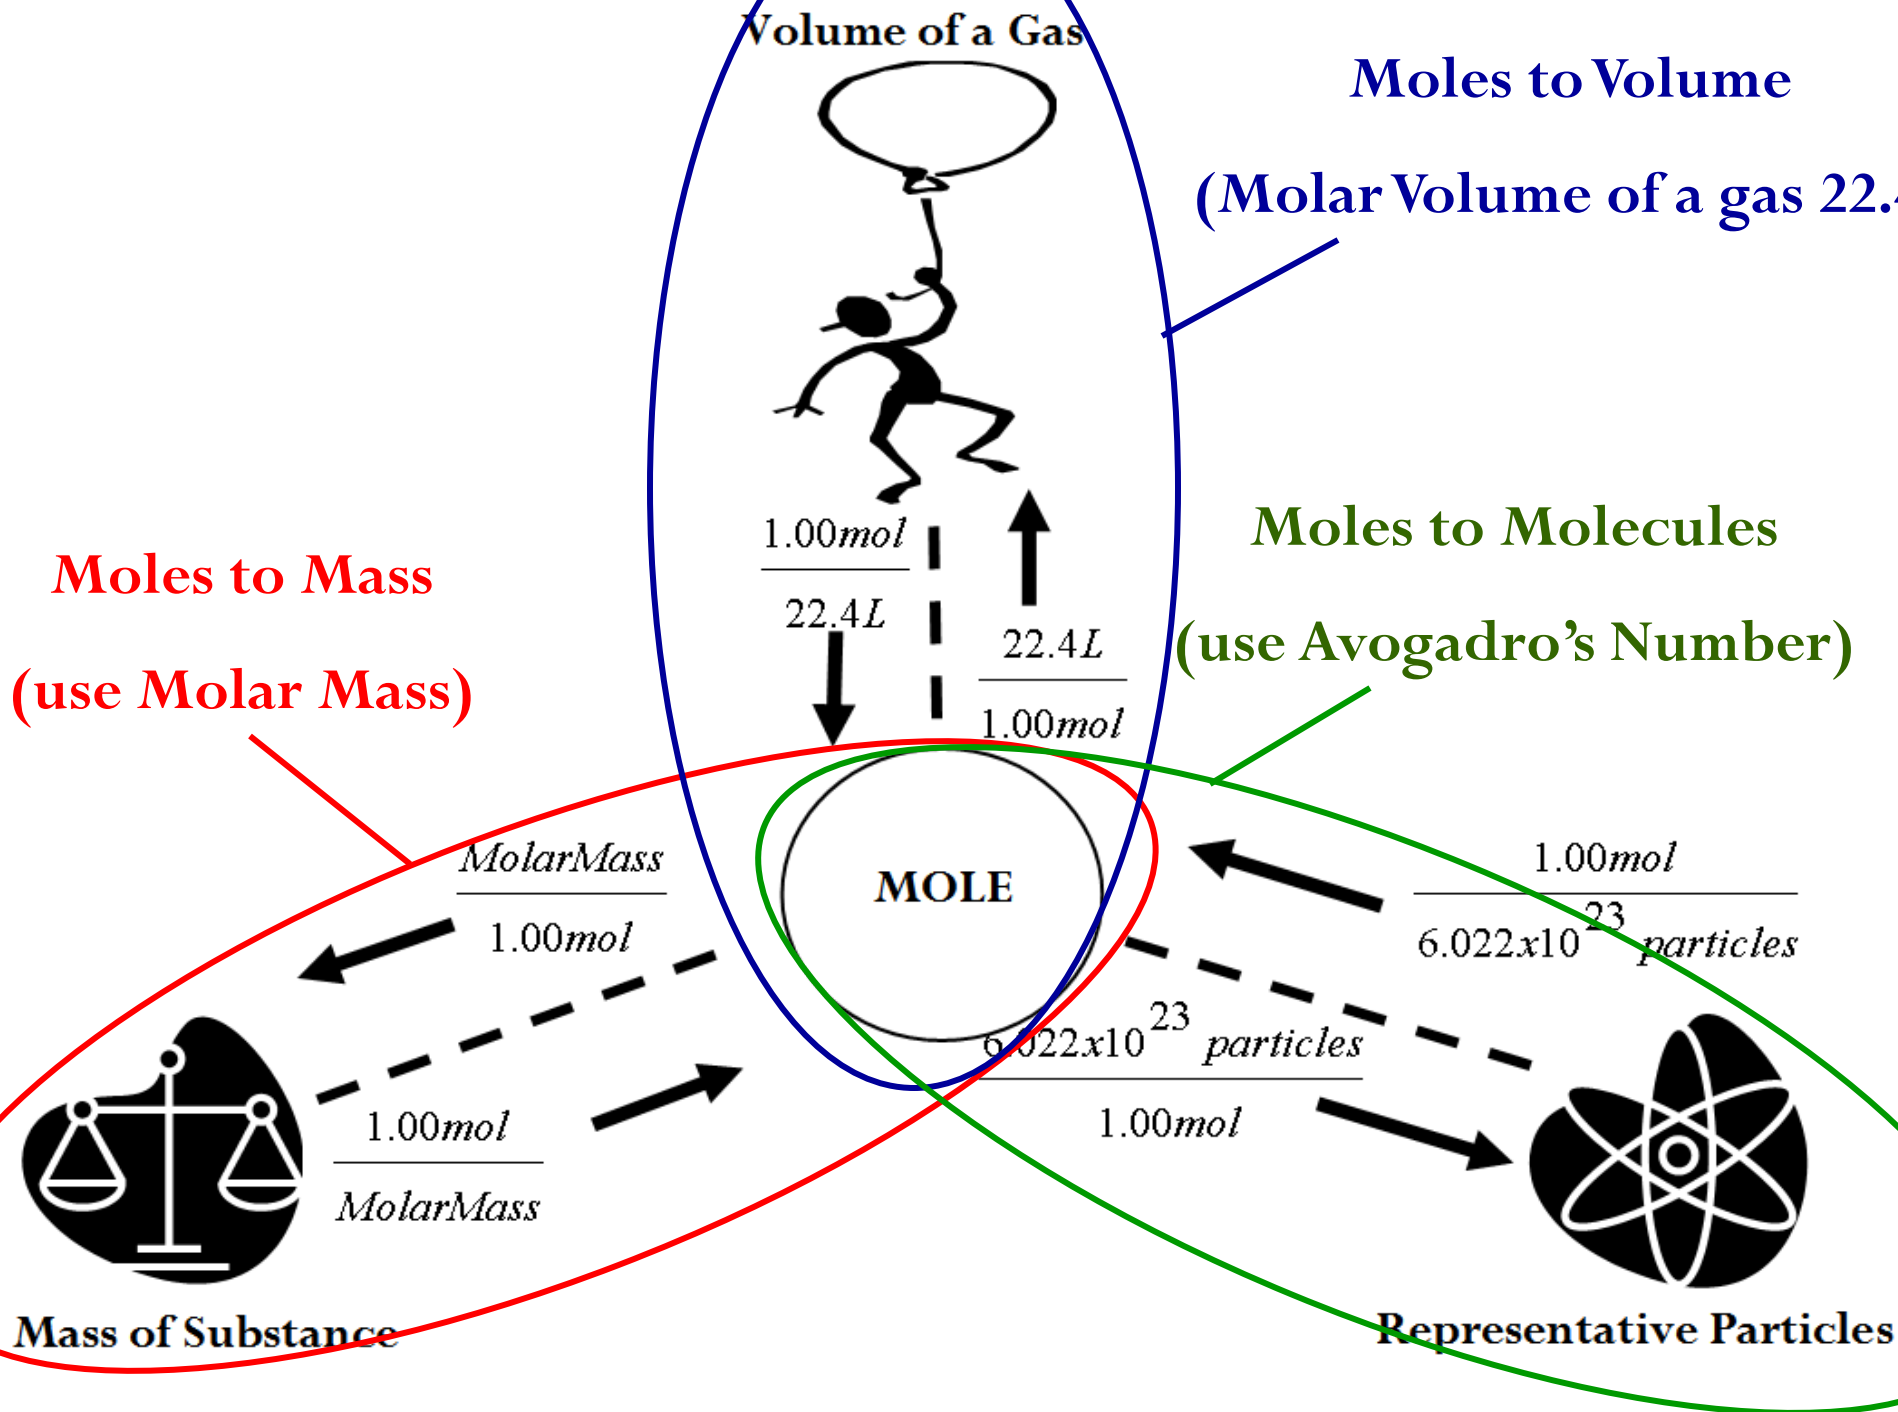 Volume of a Gas
Moles to Volume
(Molar Volume of a gas 22.
1.00mol
22.4L
22.4L
1.00mol
Moles to Mass
(use Molar Mass)
Moles to Molecules
(use Avogadro's Number)
MOLE
MolarMass
1.00mol
1.00mol
MolarMass
1.00mol
6.022x10^23 particles
6.022x10^23 particles
1.00mol
Mass of Substance
Representative Particles